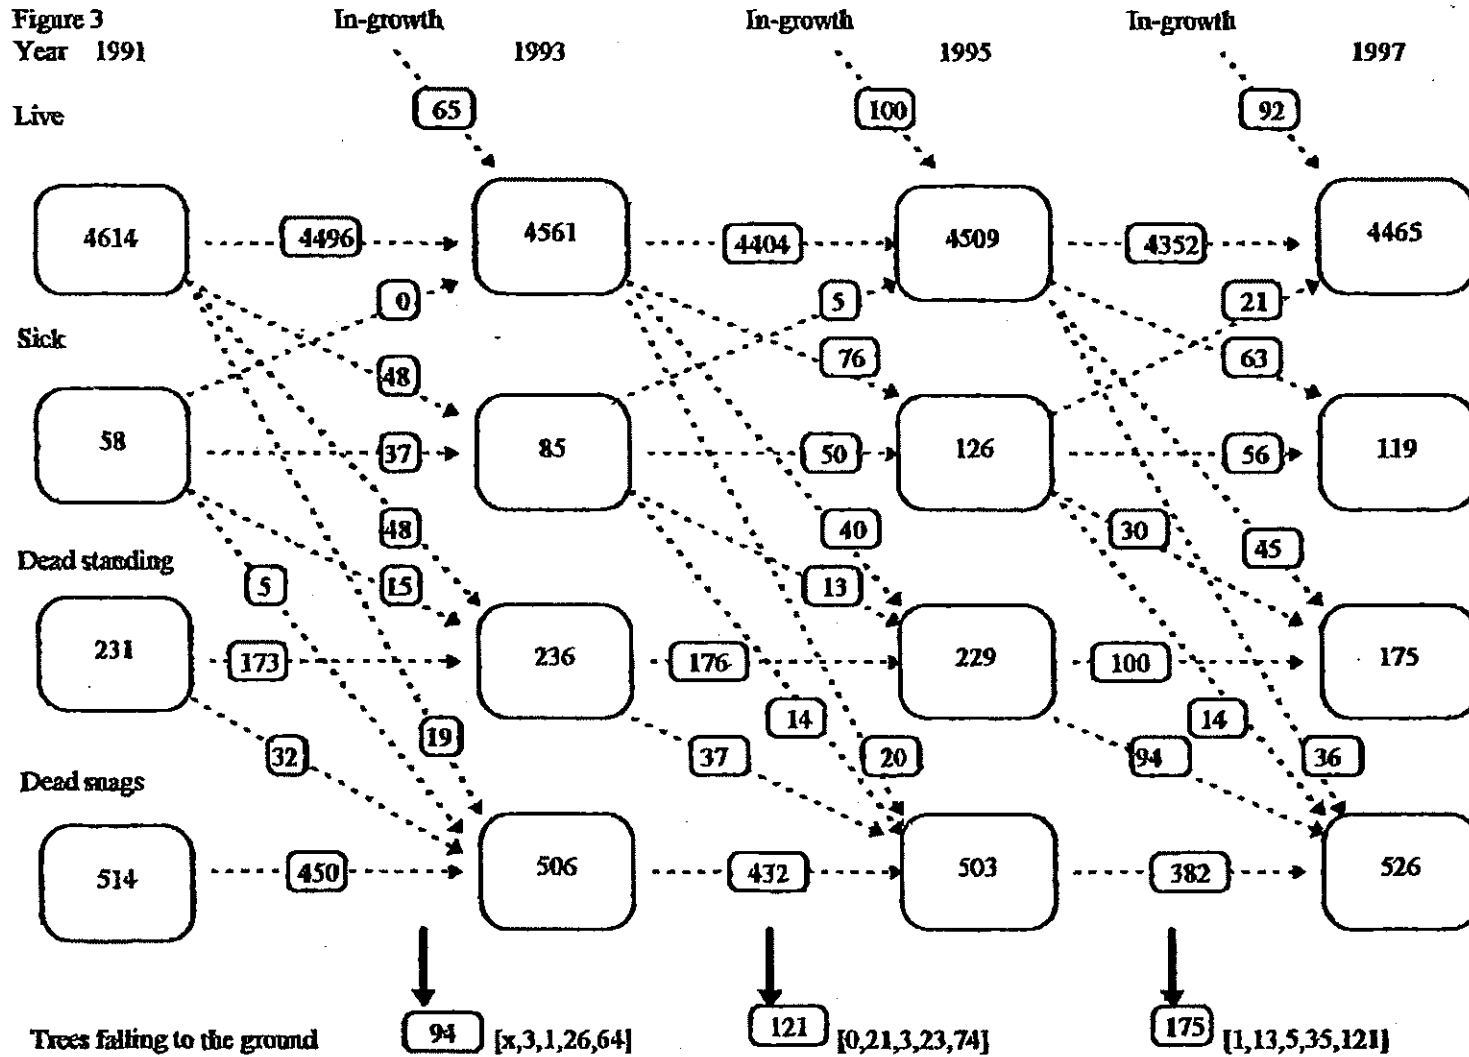 Figure 3 In-growth In-growth In-growth
Year 1991 1993 1995 1997
65 100 92
Live
4614 4496 4561 4404 4509 4352 4465
0 5 21
Sick
48 76 63
58 37 85 50 126 56 119
48 40 30 45
Dead standing
5 15 13
231 173 236 176 229 100 175
19 14 14
32 37 20 94 36
Dead snags
514 450 506 432 503 382 526
Trees falling to the ground 94 [x,3,1,26,64] 121 [0,21,3,23,74] 175 [1,13,5,35,121]